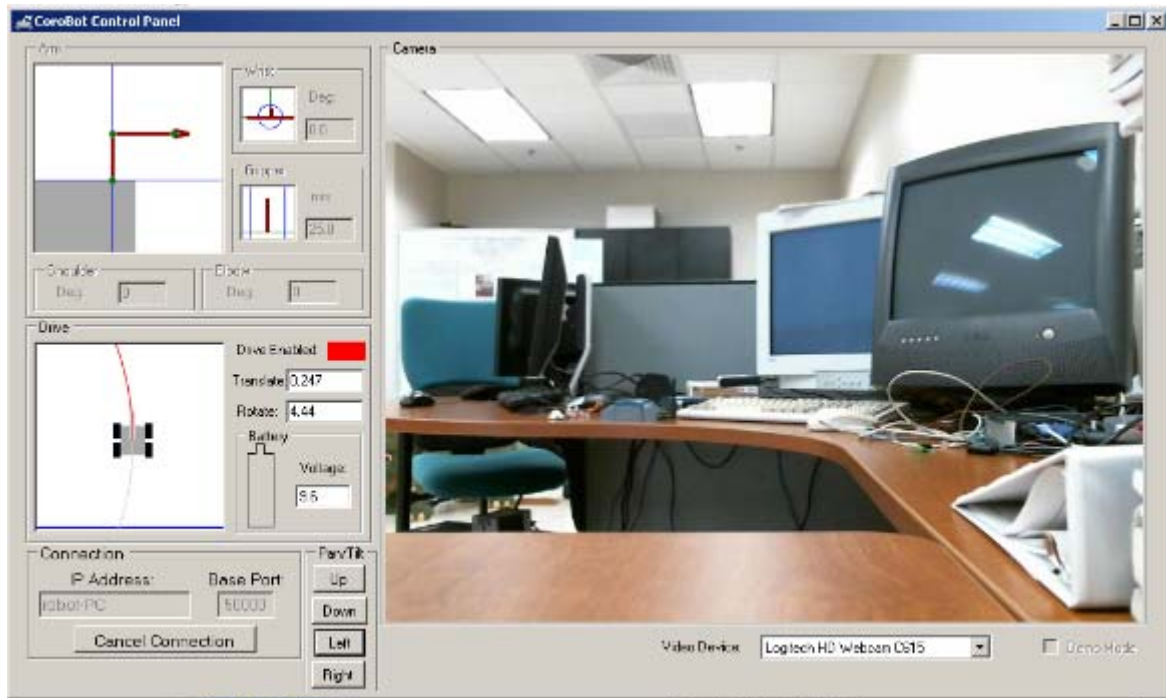 CoroBot Control Panel
Arm
Wrist
Deg:
0.0
Gripper
mm
25.0
Shoulder
Deg:
0
Elbow
Deg:
0
Drive
Drive Enabled:
Translate: 0.247
Rotate: 4.44
Battery
Voltage:
9.6
Connection
IP Address:
Base Port:
robot-PC
50000
Cancel Connection
Pan/Tilt
Up
Down
Left
Right
Camera
Video Device:
Logitech HD Webcam C615
Demo Mode